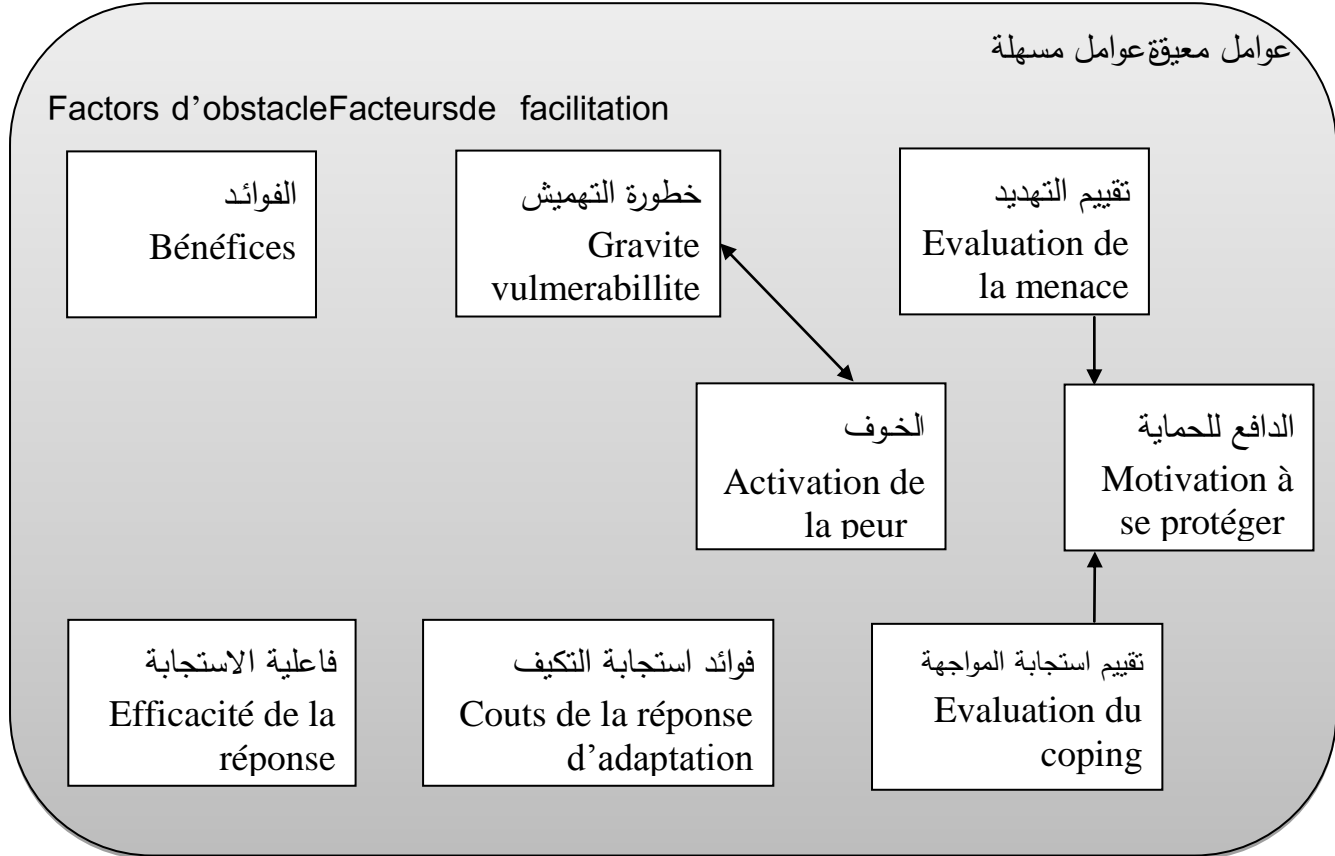 عوامل معيقةعوامل مسهلة
Factors d’obstacleFacteursde facilitation
الفوائد
Bénéfices
خطورة التهميش
Gravite
vulmerabillite
تقييم التهديد
Evaluation de
la menace
الخوف
Activation de
la peur
الدافع للحماية
Motivation à
se protéger
فاعلية الاستجابة
Efficacité de la
réponse
فوائد استجابة التكيف
Couts de la réponse
d’adaptation
تقييم استجابة المواجهة
Evaluation du
coping